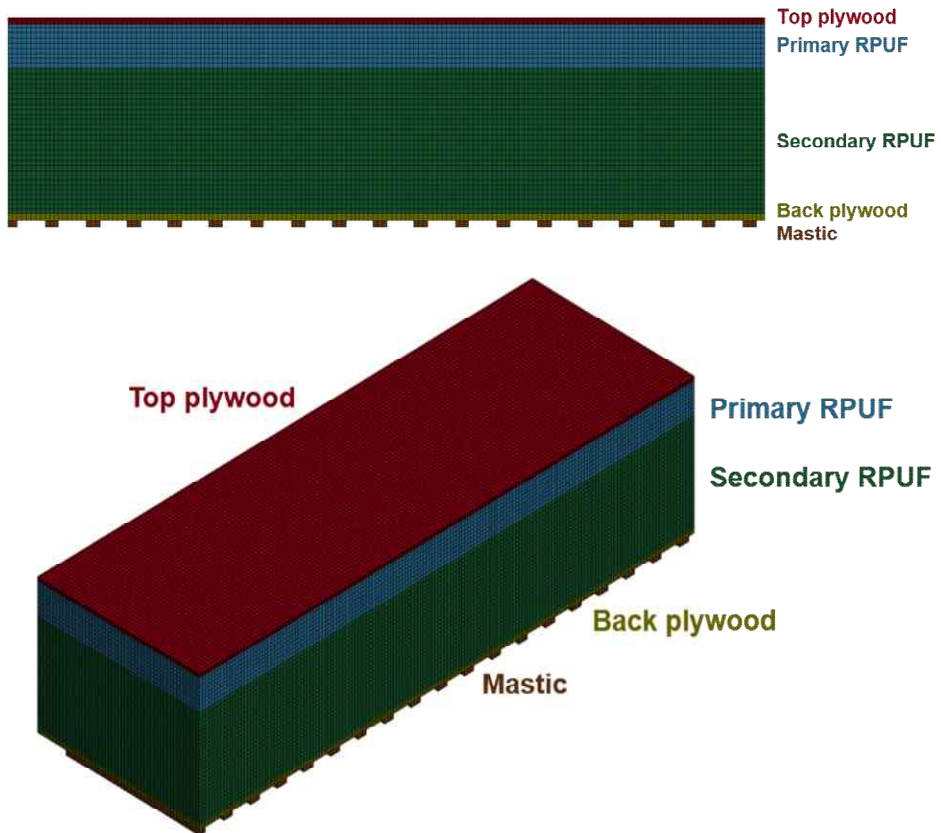 Top plywood
Primary RPUF
Secondary RPUF
Back plywood
Mastic
Top plywood
Primary RPUF
Secondary RPUF
Back plywood
Mastic